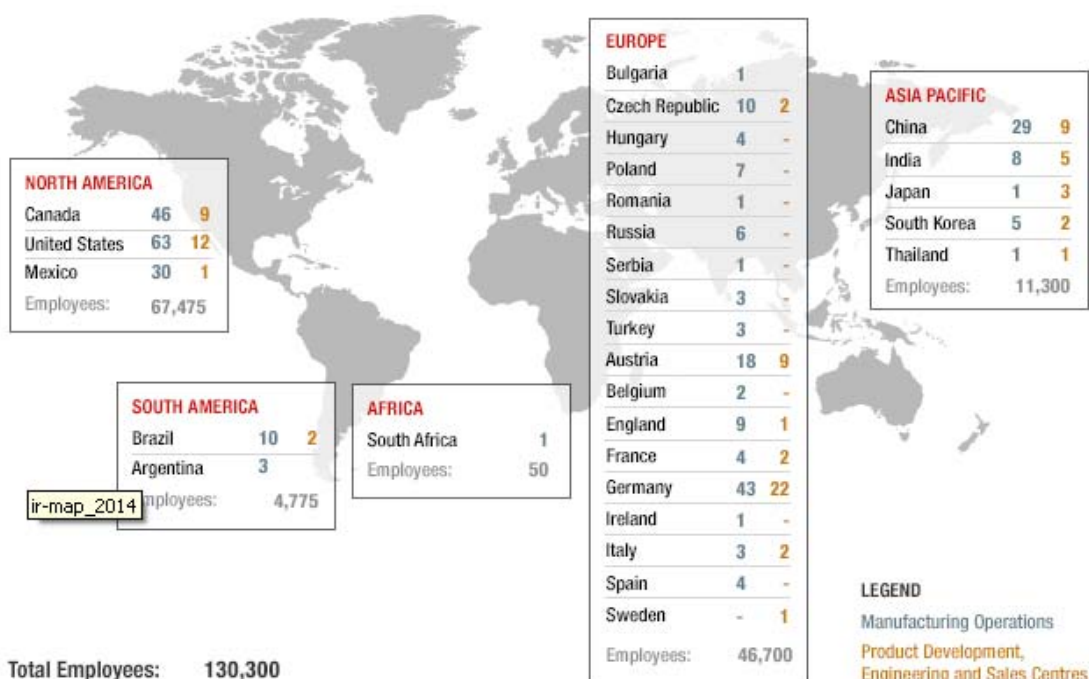 NORTH AMERICA
Canada 46 9
United States 63 12
Mexico 30 1
Employees: 67,475
SOUTH AMERICA
Brazil 10 2
Argentina 3
mployees: 4,775
ir-map_2014
AFRICA
South Africa 1
Employees: 50
EUROPE
Bulgaria 1
Czech Republic 10 2
Hungary 4 -
Poland 7 -
Romania 1 -
Russia 6 -
Serbia 1 -
Slovakia 3 -
Turkey 3 -
Austria 18 9
Belgium 2 -
England 9 1
France 4 2
Germany 43 22
Ireland 1 -
Italy 3 2
Spain 4 -
Sweden - 1
Employees: 46,700
ASIA PACIFIC
China 29 9
India 8 5
Japan 1 3
South Korea 5 2
Thailand 1 1
Employees: 11,300
LEGEND
Manufacturing Operations
Product Development,
Engineering and Sales Centres
Total Employees: 130,300